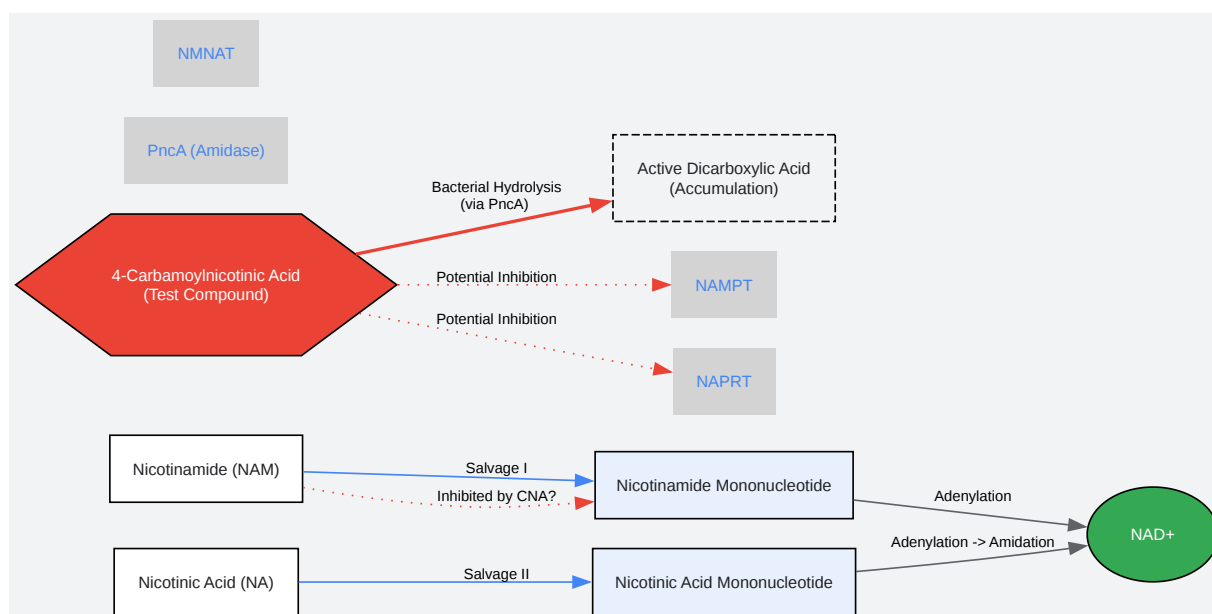 NMNAT
PncA (Amidase)
Bacterial Hydrolysis
(via PncA)
Active Dicarboxylic Acid
(Accumulation)
4-Carbamoylnicotinic Acid
(Test Compound)
Potential Inhibition
NAMPT
Potential Inhibition
NAPRT
Nicotinamide (NAM)
Salvage I
Inhibited by CNA?
Nicotinamide Mononucleotide
Adenylation
NAD+
Adenylation -> Amidation
Nicotinic Acid (NA)
Salvage II
Nicotinic Acid Mononucleotide